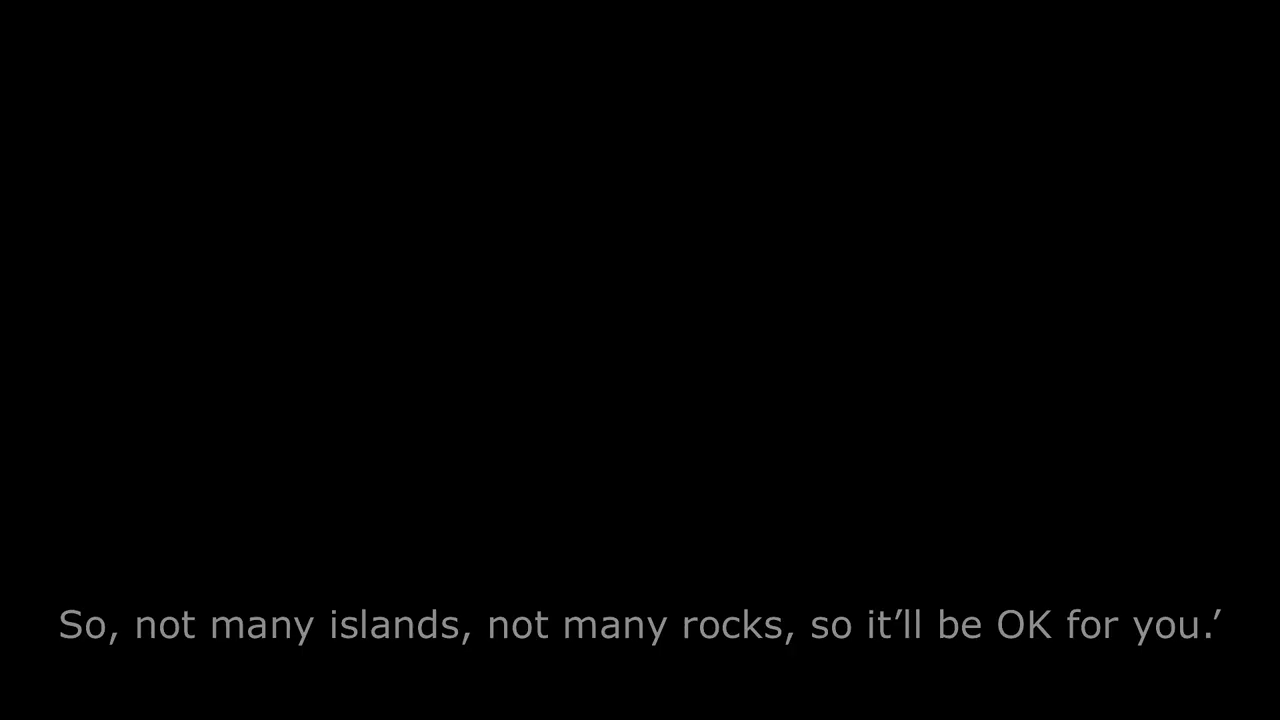 So, not many islands, not many rocks, so it’ll be OK for you.’